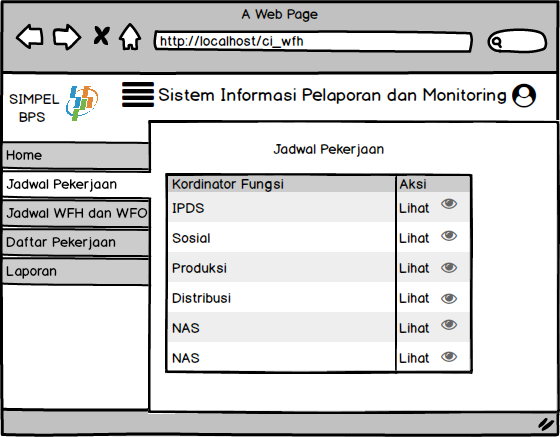 A Web Page
http://localhost/ci_wfh
SIMPEL
BPS
Sistem Informasi Pelaporan dan Monitoring
Home
Jadwal Pekerjaan
Jadwal WFH dan WFO
Daftar Pekerjaan
Laporan
Jadwal Pekerjaan
Kordinator Fungsi Aksi
IPDS Lihat
Sosial Lihat
Produksi Lihat
Distribusi Lihat
NAS Lihat
NAS Lihat